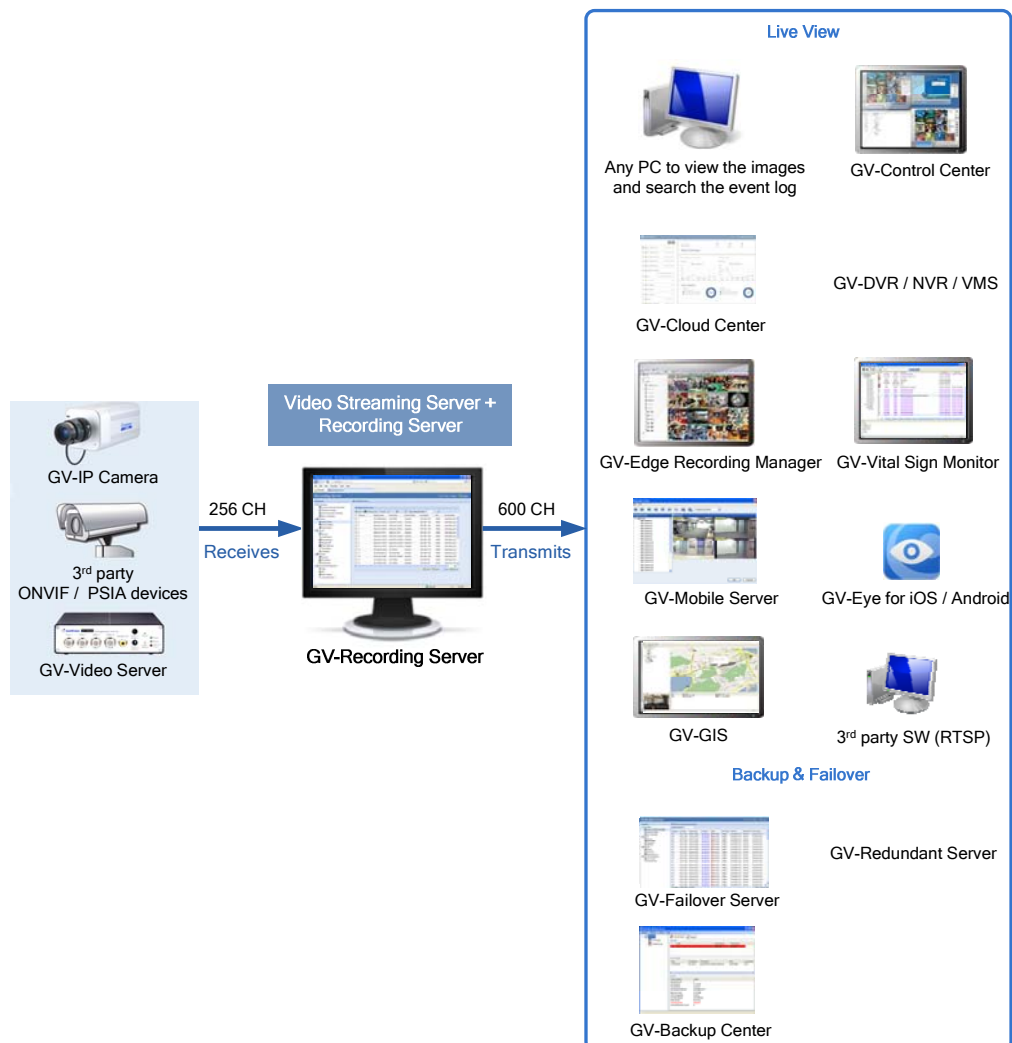 Live View
Any PC to view the images
and search the event log
GV-Control Center
GV-Cloud Center
GV-DVR / NVR / VMS
GV-Edge Recording Manager
GV-Vital Sign Monitor
GV-Mobile Server
GV-Eye for iOS / Android
GV-GIS
3rd party SW (RTSP)
Backup & Failover
GV-Failover Server
GV-Redundant Server
GV-Backup Center
Video Streaming Server +
Recording Server
GV-Recording Server
GV-IP Camera
3rd party
ONVIF / PSIA devices
GV-Video Server
256 CH
Receives
600 CH
Transmits